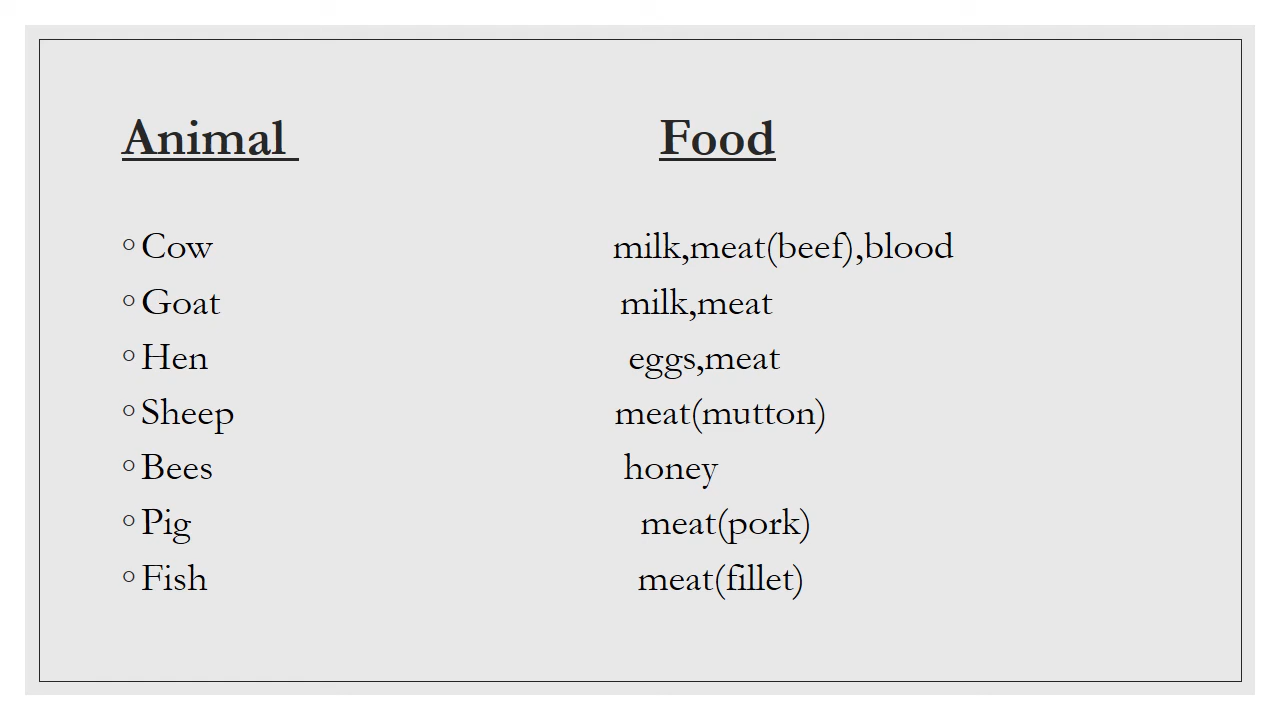 Animal Food
◦Cow milk,meat(beef),blood
◦Goat milk,meat
◦Hen eggs,meat
◦Sheep meat(mutton)
◦Bees honey
◦Pig meat(pork)
◦Fish meat(fillet)